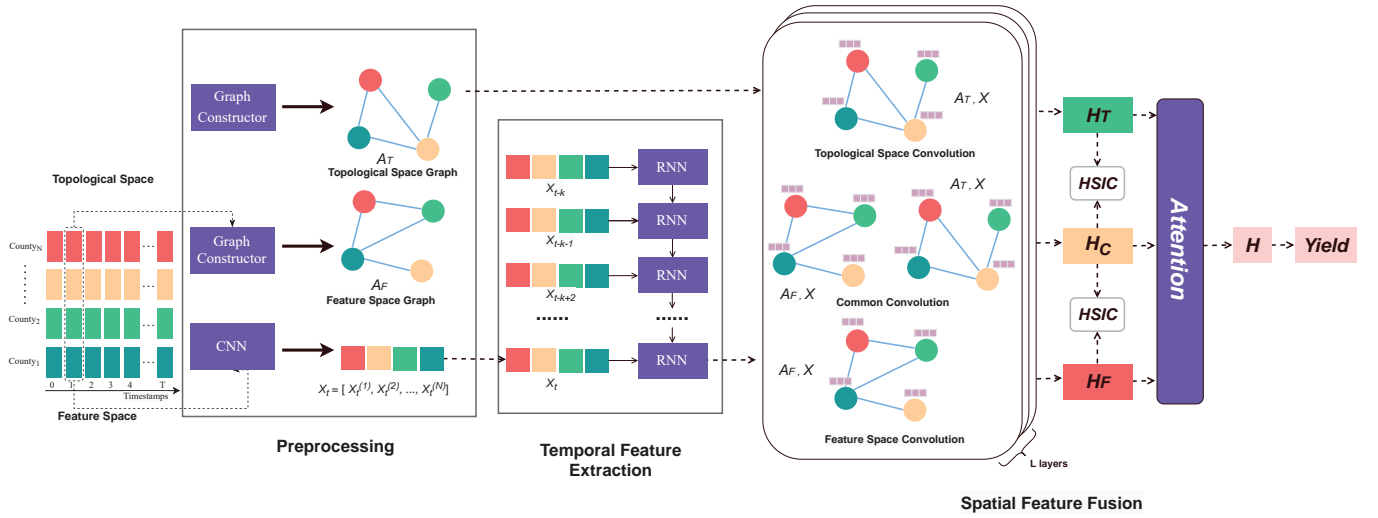 Topological Space
County_N
County_2
County_1
0 1 2 3 4 T
Timestamps
Feature Space
Graph
Constructor
A_T
Topological Space Graph
Graph
Constructor
A_F
Feature Space Graph
CNN
X_t = [ X_t^(1), X_t^(2), ..., X_t^(N)]
Preprocessing
X_t-k
RNN
X_t-k-1
RNN
X_t-k+2
RNN
......
......
X_t
RNN
Temporal Feature
Extraction
A_T, X
Topological Space Convolution
A_T, X
A_F, X
Common Convolution
A_F, X
Feature Space Convolution
L layers
Spatial Feature Fusion
H_T
HSIC
H_C
HSIC
H_F
Attention
H
Yield